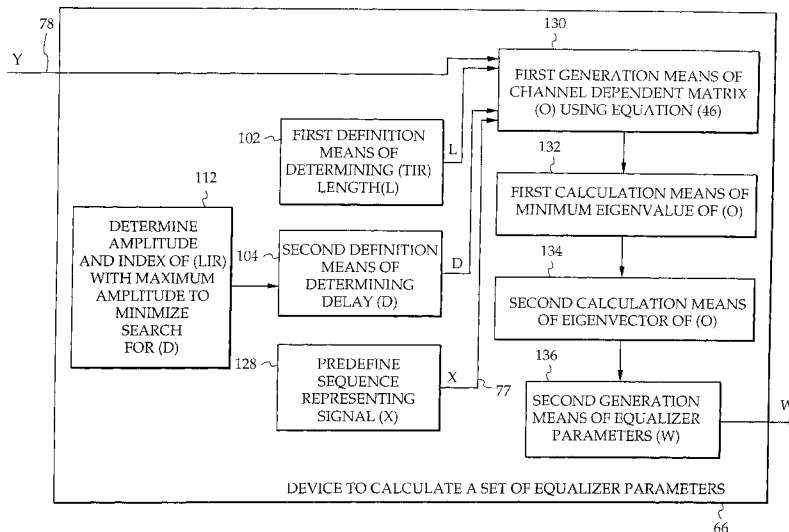 78
Y
130
FIRST GENERATION MEANS OF
CHANNEL DEPENDENT MATRIX
(O) USING EQUATION (46)
102
FIRST DEFINITION
MEANS OF
DETERMINING (TIR)
LENGTH(L)
L
132
FIRST CALCULATION MEANS OF
MINIMUM EIGENVALUE OF (O)
112
DETERMINE
AMPLITUDE
AND INDEX OF (LIR)
WITH MAXIMUM
AMPLITUDE TO
MINIMIZE
SEARCH
FOR (D)
104
SECOND DEFINITION
MEANS OF
DETERMINING
DELAY (D)
D
134
SECOND CALCULATION MEANS
OF EIGENVECTOR OF (O)
128
PREDEFINE
SEQUENCE
REPRESENTING
SIGNAL (X)
X
77
136
SECOND GENERATION
MEANS OF EQUALIZER
PARAMETERS (W)
W
DEVICE TO CALCULATE A SET OF EQUALIZER PARAMETERS
66